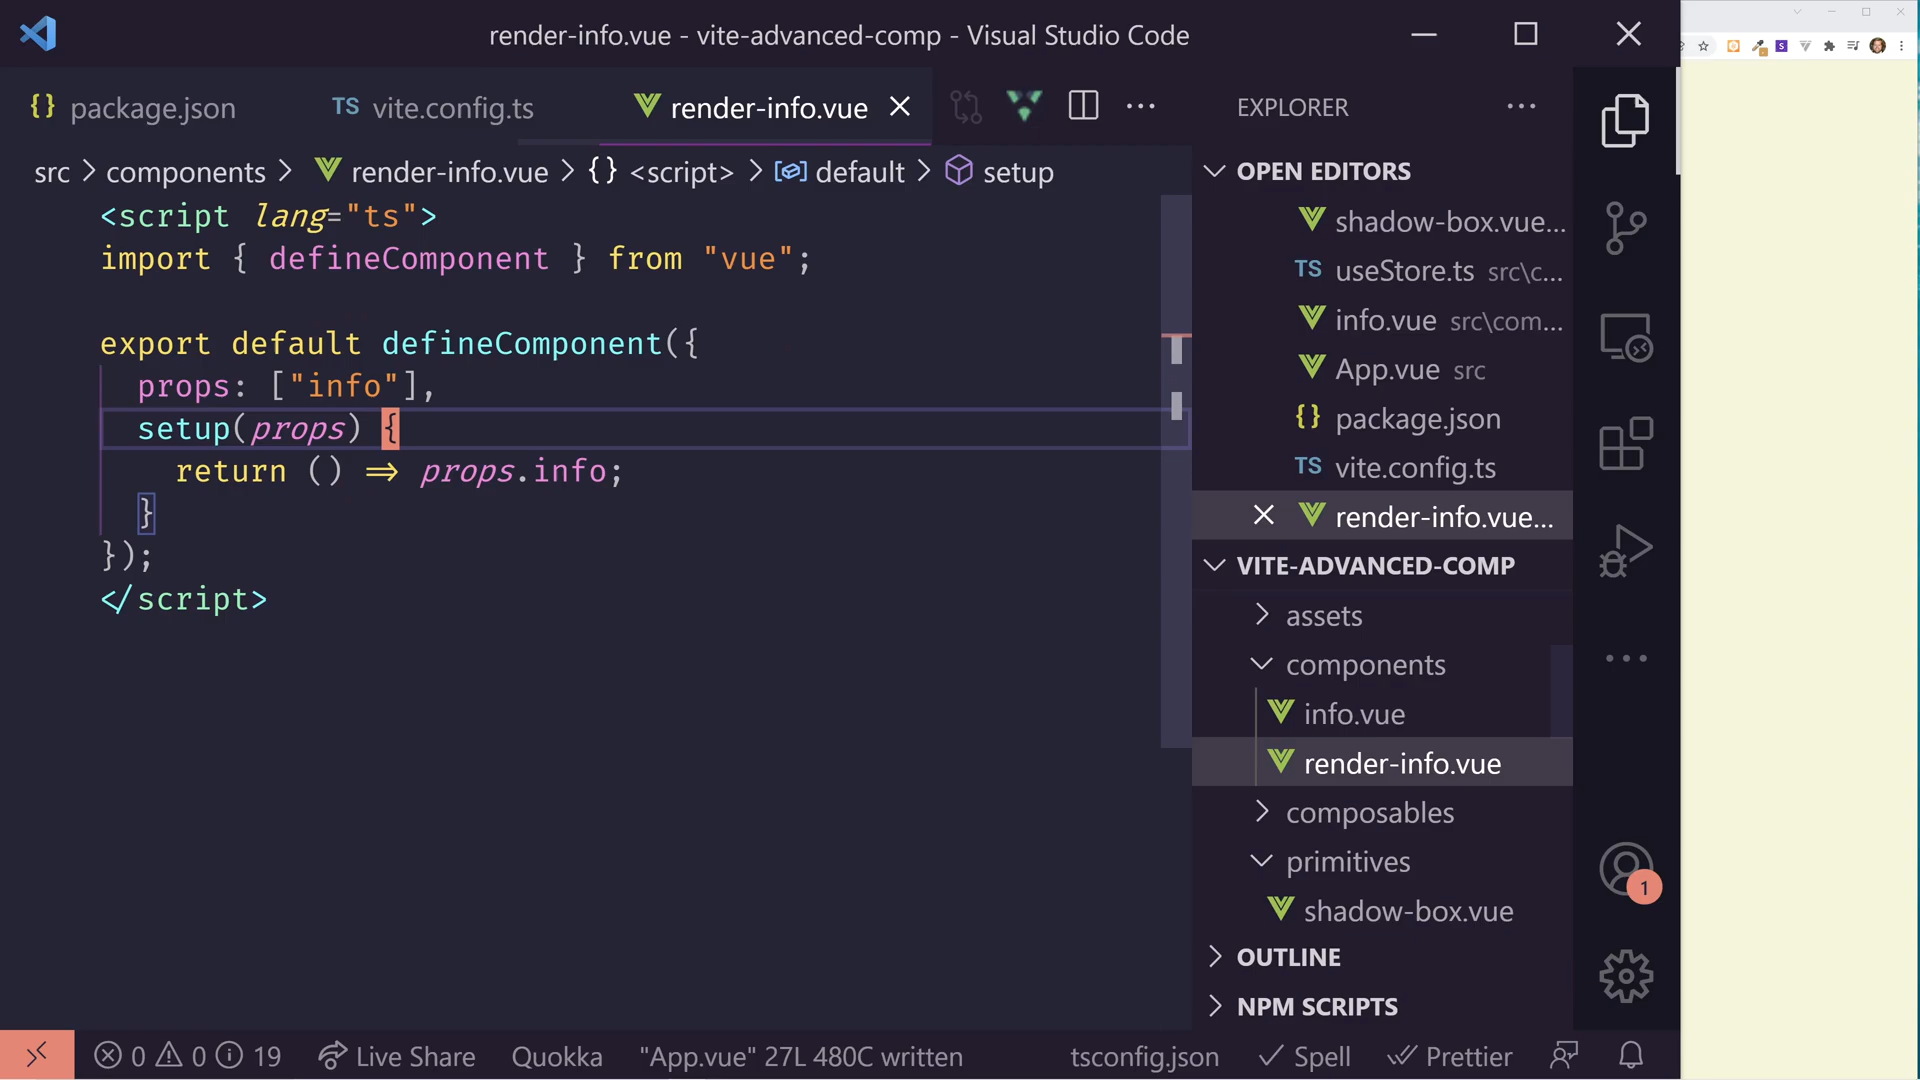 render-info.vue - vite-advanced-comp - Visual Studio Code
{} package.json
TS vite.config.ts
render-info.vue
src > components > render-info.vue > {} <script> > default > setup
<script lang="ts">
import { defineComponent } from "vue";
export default defineComponent({
props: ["info"],
setup(props) {
return () => props.info;
}
});
</script>
EXPLORER
OPEN EDITORS
shadow-box.vue...
TS useStore.ts src\c...
info.vue src\com...
App.vue src
{} package.json
TS vite.config.ts
render-info.vue...
VITE-ADVANCED-COMP
assets
components
info.vue
render-info.vue
composables
primitives
shadow-box.vue
OUTLINE
NPM SCRIPTS
1
0 0 19 Live Share Quokka "App.vue" 27L 480C written tsconfig.json Spell Prettier
S